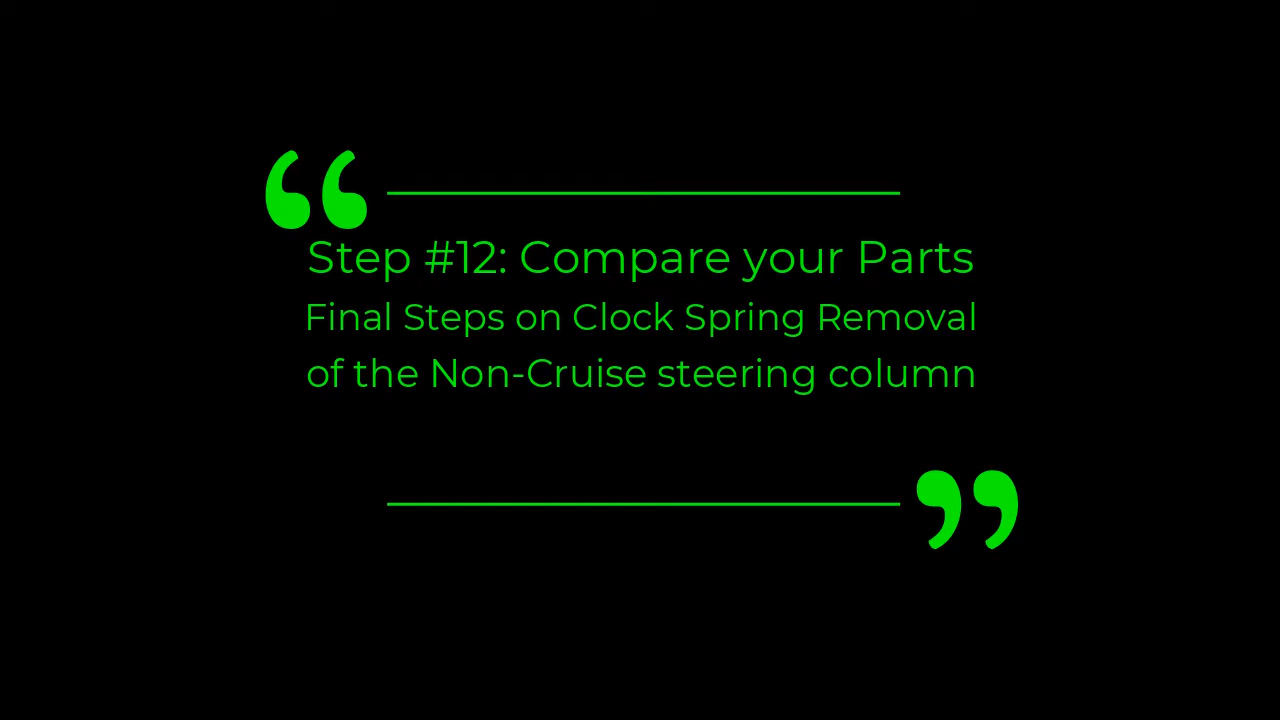 Step #12: Compare your Parts
Final Steps on Clock Spring Removal
of the Non-Cruise steering column